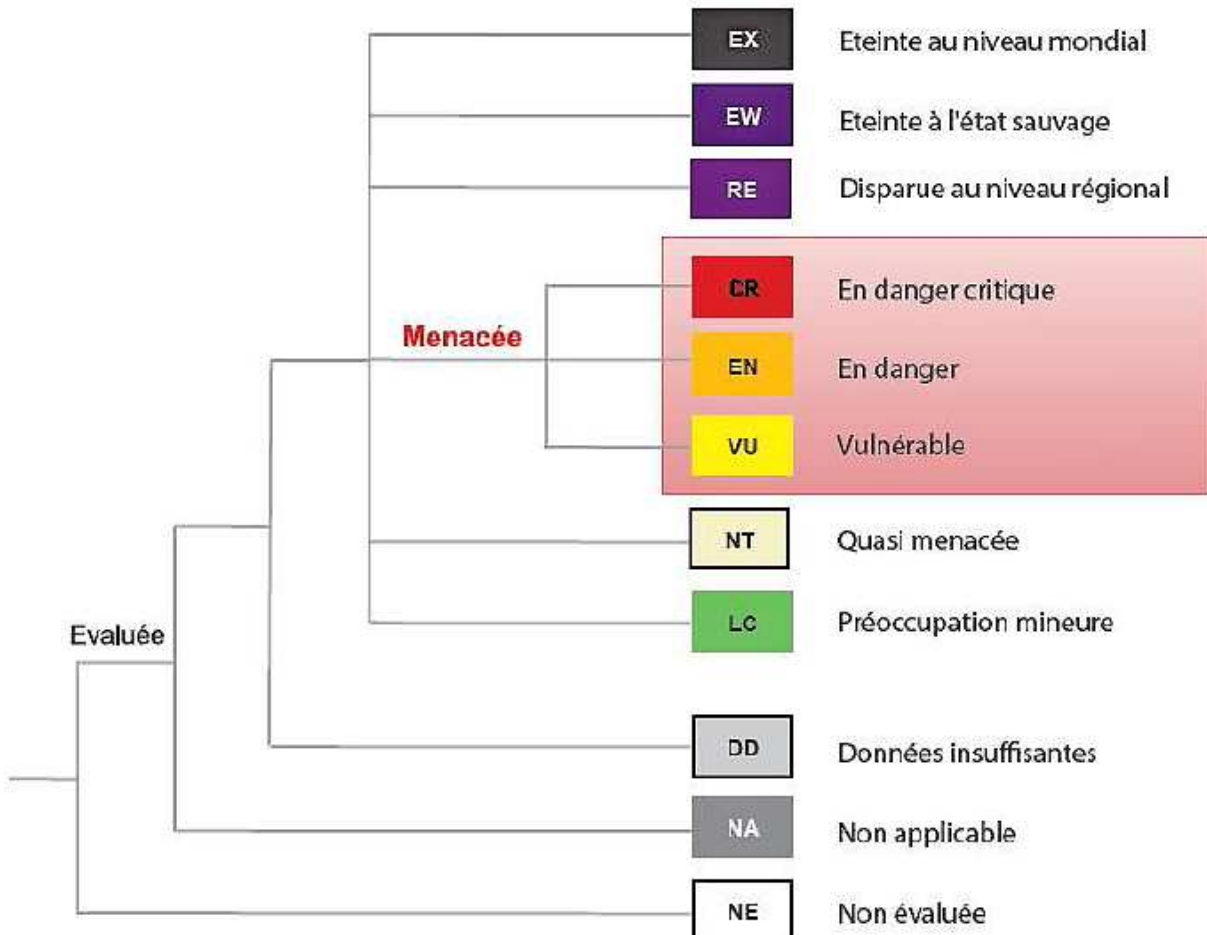 EX Eteinte au niveau mondial
EW Eteinte à l'état sauvage
RE Disparue au niveau régional
CR En danger critique
Menacée
EN En danger
VU Vulnérable
NT Quasi menacée
LC Préoccupation mineure
Evaluée
DD Données insuffisantes
NA Non applicable
NE Non évaluée